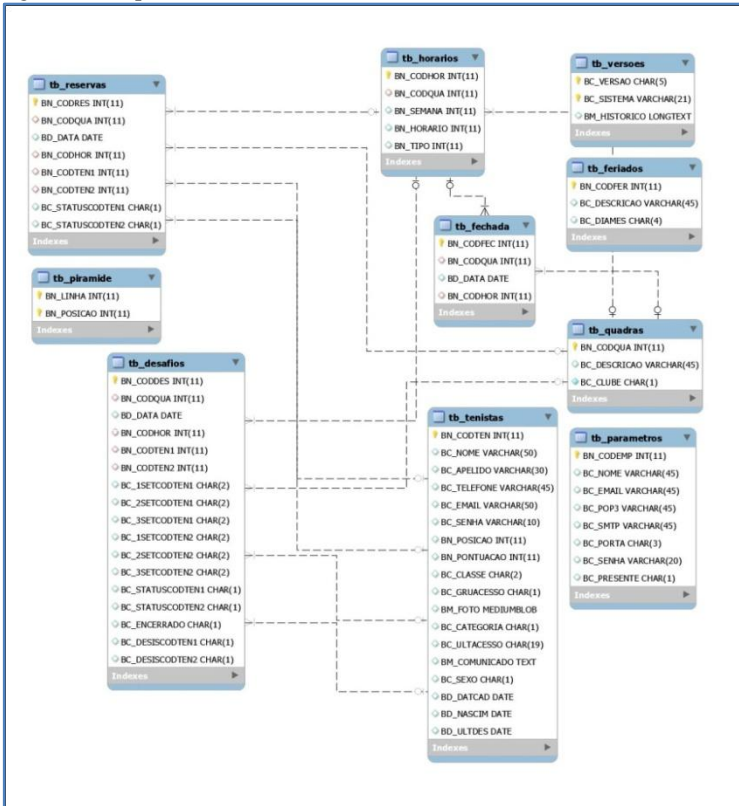 tb_reservas
BN_CODRES INT(11)
BN_CODQUA INT(11)
BD_DATA DATE
BN_CODHOR INT(11)
BN_CODTEN1 INT(11)
BN_CODTEN2 INT(11)
BC_STATUSCODTEN1 CHAR(1)
BC_STATUSCODTEN2 CHAR(1)
Indexes
tb_horarios
BN_CODHOR INT(11)
BN_CODQUA INT(11)
BN_SEMANA INT(11)
BN_HORARIO INT(11)
BN_TIPO INT(11)
Indexes
tb_versoes
BC_VERSAO CHAR(5)
BC_SISTEMA VARCHAR(21)
BM_HISTORICO LONGTEXT
Indexes
tb_feriados
BN_CODFER INT(11)
BC_DESCRICAO VARCHAR(45)
BC_DIAMES CHAR(4)
Indexes
tb_fechada
BN_CODFEC INT(11)
BN_CODQUA INT(11)
BD_DATA DATE
BN_CODHOR INT(11)
Indexes
tb_piramide
BN_LINHA INT(11)
BN_POSICAO INT(11)
Indexes
tb_quadras
BN_CODQUA INT(11)
BC_DESCRICAO VARCHAR(45)
BC_CLUBE CHAR(1)
Indexes
tb_desafios
BN_CODDES INT(11)
BN_CODQUA INT(11)
BD_DATA DATE
BN_CODHOR INT(11)
BN_CODTEN1 INT(11)
BN_CODTEN2 INT(11)
BC_1SETCODTEN1 CHAR(2)
BC_2SETCODTEN1 CHAR(2)
BC_3SETCODTEN1 CHAR(2)
BC_1SETCODTEN2 CHAR(2)
BC_2SETCODTEN2 CHAR(2)
BC_3SETCODTEN2 CHAR(2)
BC_STATUSCODTEN1 CHAR(1)
BC_STATUSCODTEN2 CHAR(1)
BC_ENCERRADO CHAR(1)
BC_DESISCODTEN1 CHAR(1)
BC_DESISCODTEN2 CHAR(1)
Indexes
tb_tenistas
BN_CODTEN INT(11)
BC_NOME VARCHAR(50)
BC_APELIDO VARCHAR(30)
BC_TELEFONE VARCHAR(45)
BC_EMAIL VARCHAR(50)
BC_SENHA VARCHAR(10)
BN_POSICAO INT(11)
BN_PONTUACAO INT(11)
BC_CLASSE CHAR(2)
BC_GRUACESSO CHAR(1)
BM_FOTO MEDIUMBLOB
BC_CATEGORIA CHAR(1)
BC_ULTACESSO CHAR(19)
BM_COMUNICADO TEXT
BC_SEXO CHAR(1)
BD_DATCAD DATE
BD_NASCIM DATE
BD_ULTDES DATE
Indexes
tb_parametros
BN_CODEMP INT(11)
BC_NOME VARCHAR(45)
BC_EMAIL VARCHAR(45)
BC_POP3 VARCHAR(45)
BC_SMTP VARCHAR(45)
BC_PORTA CHAR(3)
BC_SENHA VARCHAR(20)
BC_PRESENTE CHAR(1)
Indexes